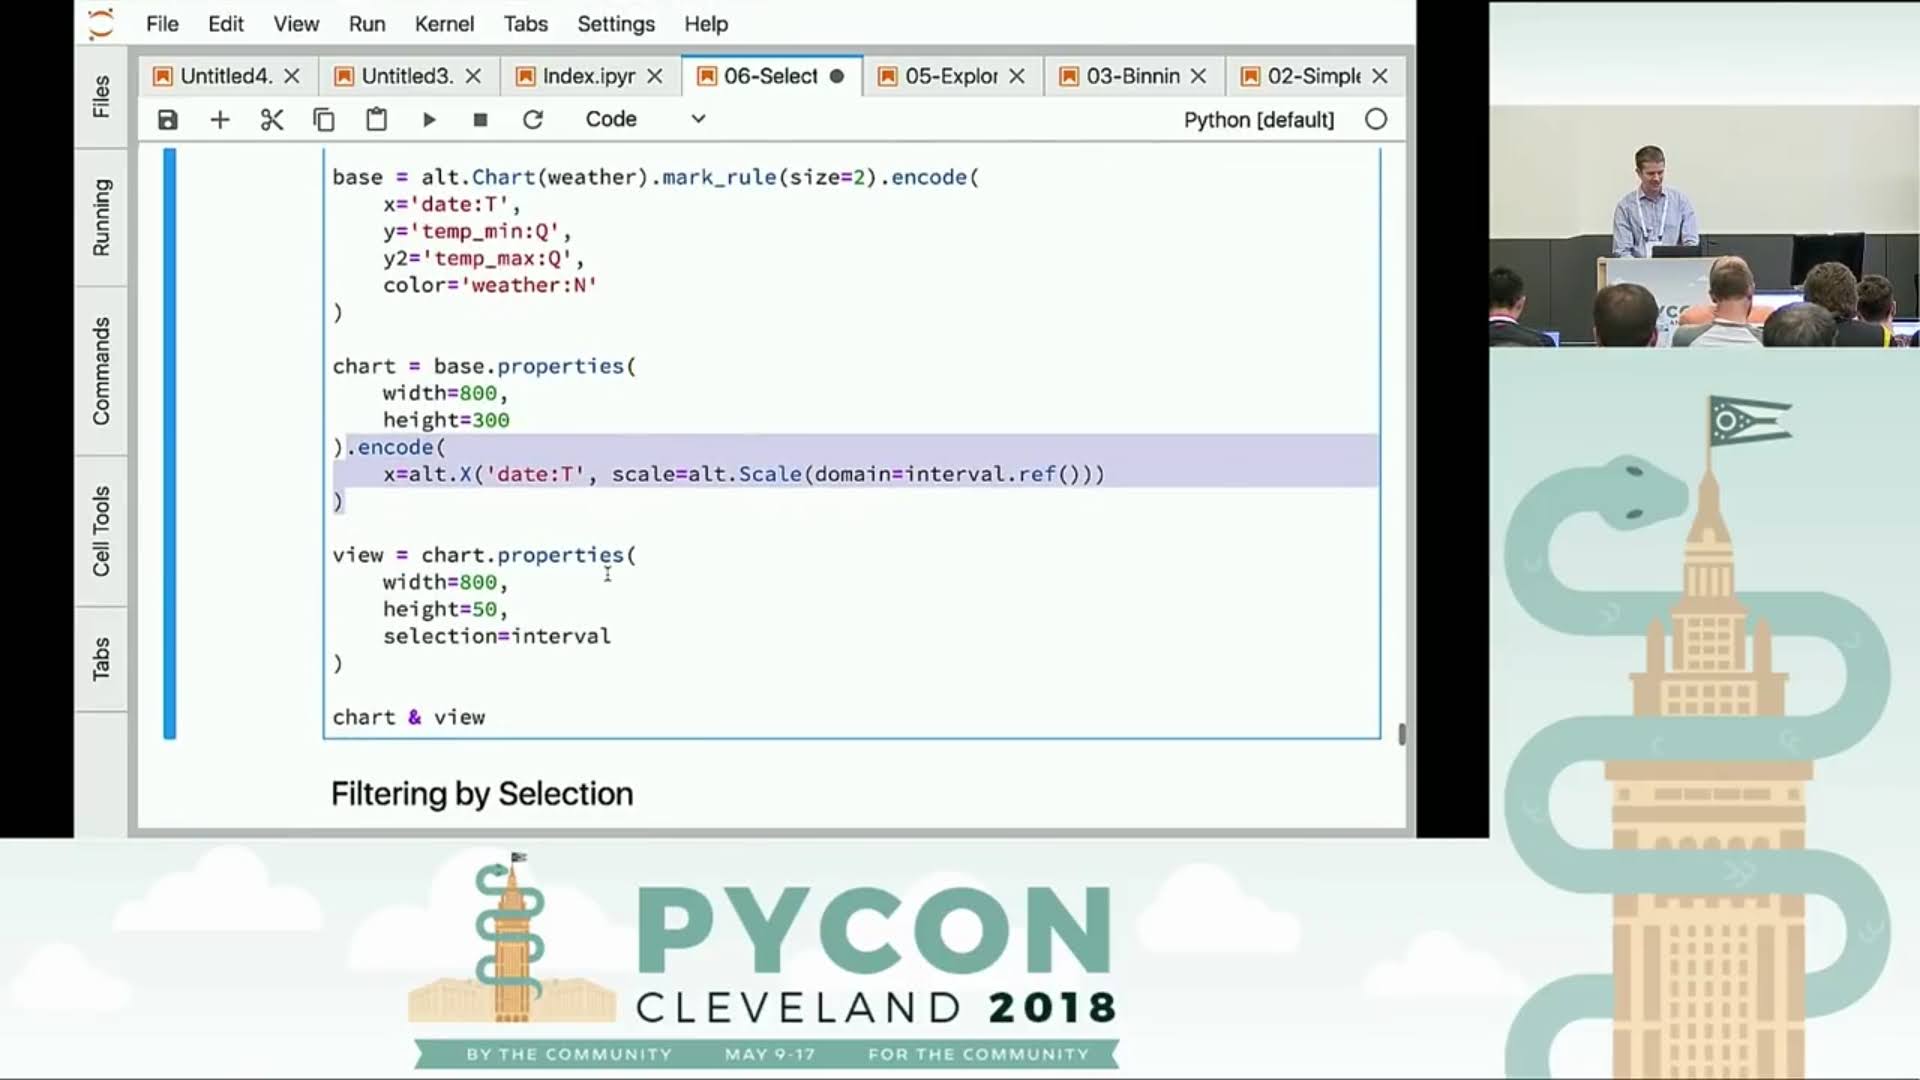 File Edit View Run Kernel Tabs Settings Help
Untitled4. Untitled3. Index.ipyr 06-Select 05-Explor 03-Binnin 02-Simple
Code Python [default]
Files
Running
Commands
Cell Tools
Tabs
base = alt.Chart(weather).mark_rule(size=2).encode(
x='date:T',
y='temp_min:Q',
y2='temp_max:Q',
color='weather:N'
)
chart = base.properties(
width=800,
height=300
).encode(
x=alt.X('date:T', scale=alt.Scale(domain=interval.ref()))
)
view = chart.properties(
width=800,
height=50,
selection=interval
)
chart & view
Filtering by Selection
PYCON
CLEVELAND 2018
BY THE COMMUNITY MAY 9-17 FOR THE COMMUNITY